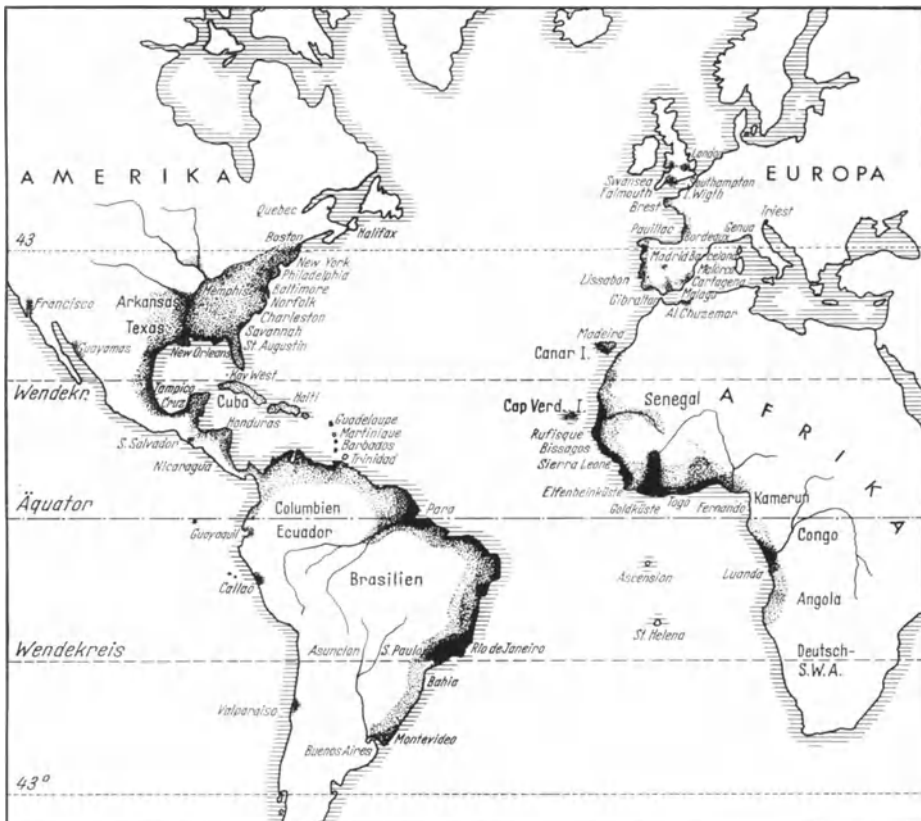 AMERIKA
EUROPA
London
Swansea
Falmouth
Southampton
I. Wigth
Brest
Quebec
Halifax
Boston
43
Pauillac
Bordeaux
Genua
Triest
New York
Philadelphia
Baltimore
Norfolk
Charleston
Savannah
St. Augustin
Memph.
Arkansas
Texas
New Orleans
Francisco
Guayamas
Lissabon
Madrid
Barcelona
Cartagena
Malaga
Gibraltar
Al Chuzemar
Madeira
Canar I.
Wendekr.
Tampico
Cruz
Key West
Cuba
Haiti
Honduras
S. Salvador
Nicaragua
Guadeloupe
Martinique
Barbados
Trinidad
Cap Verd. I.
Senegal
AFRIKA
Rufisque
Bissagos
Sierra Leone
Elfenbeinküste
Goldküste
Togo
Fernando
Kamerun
Äquator
Columbien
Ecuador
Para
Guayaquil
Callao
Brasilien
Congo
Ascension
Luanda
Angola
St. Helena
Wendekreis
Asuncion
S. Paulo
Rio de Janeiro
Bahia
Deutsch-
S.W.A.
Valparaiso
Buenos Aires
Montevideo
43°